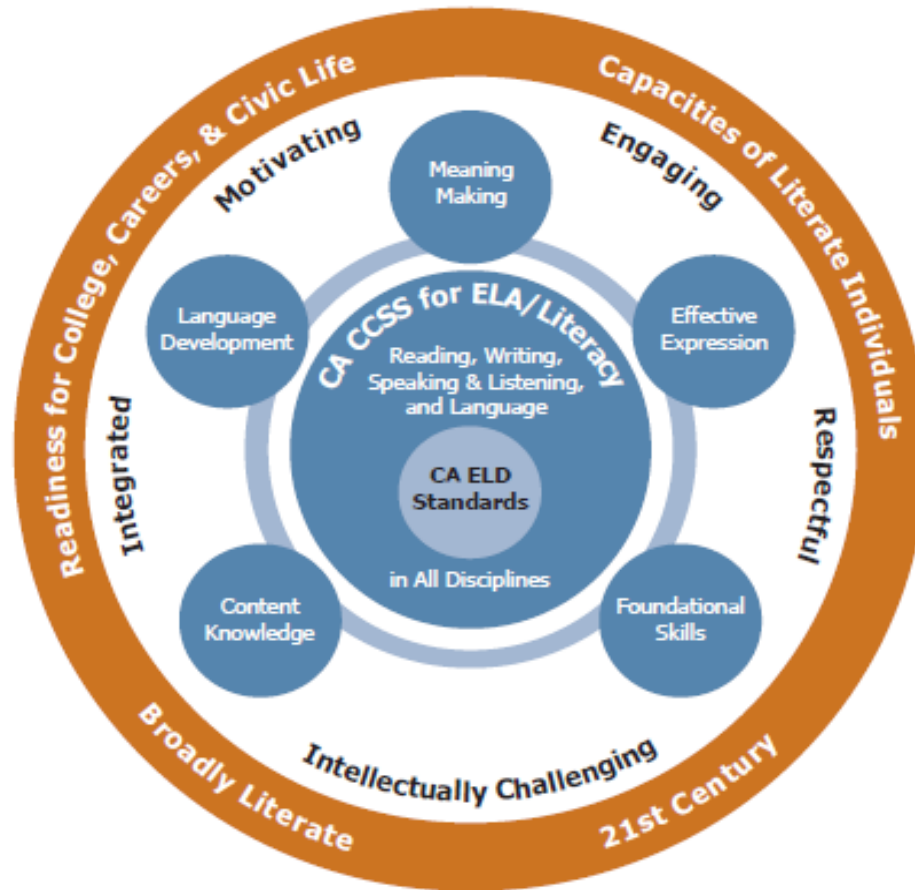 Readiness for College, Careers, & Civic Life
Capacities of Literate Individuals
21st Century
Broadly Literate
Motivating
Engaging
Respectful
Intellectually Challenging
Integrated
Meaning
Making
Effective
Expression
Foundational
Skills
Content
Knowledge
Language
Development
CA CCSS for ELA/Literacy
Reading, Writing,
Speaking & Listening,
and Language
CA ELD
Standards
in All Disciplines